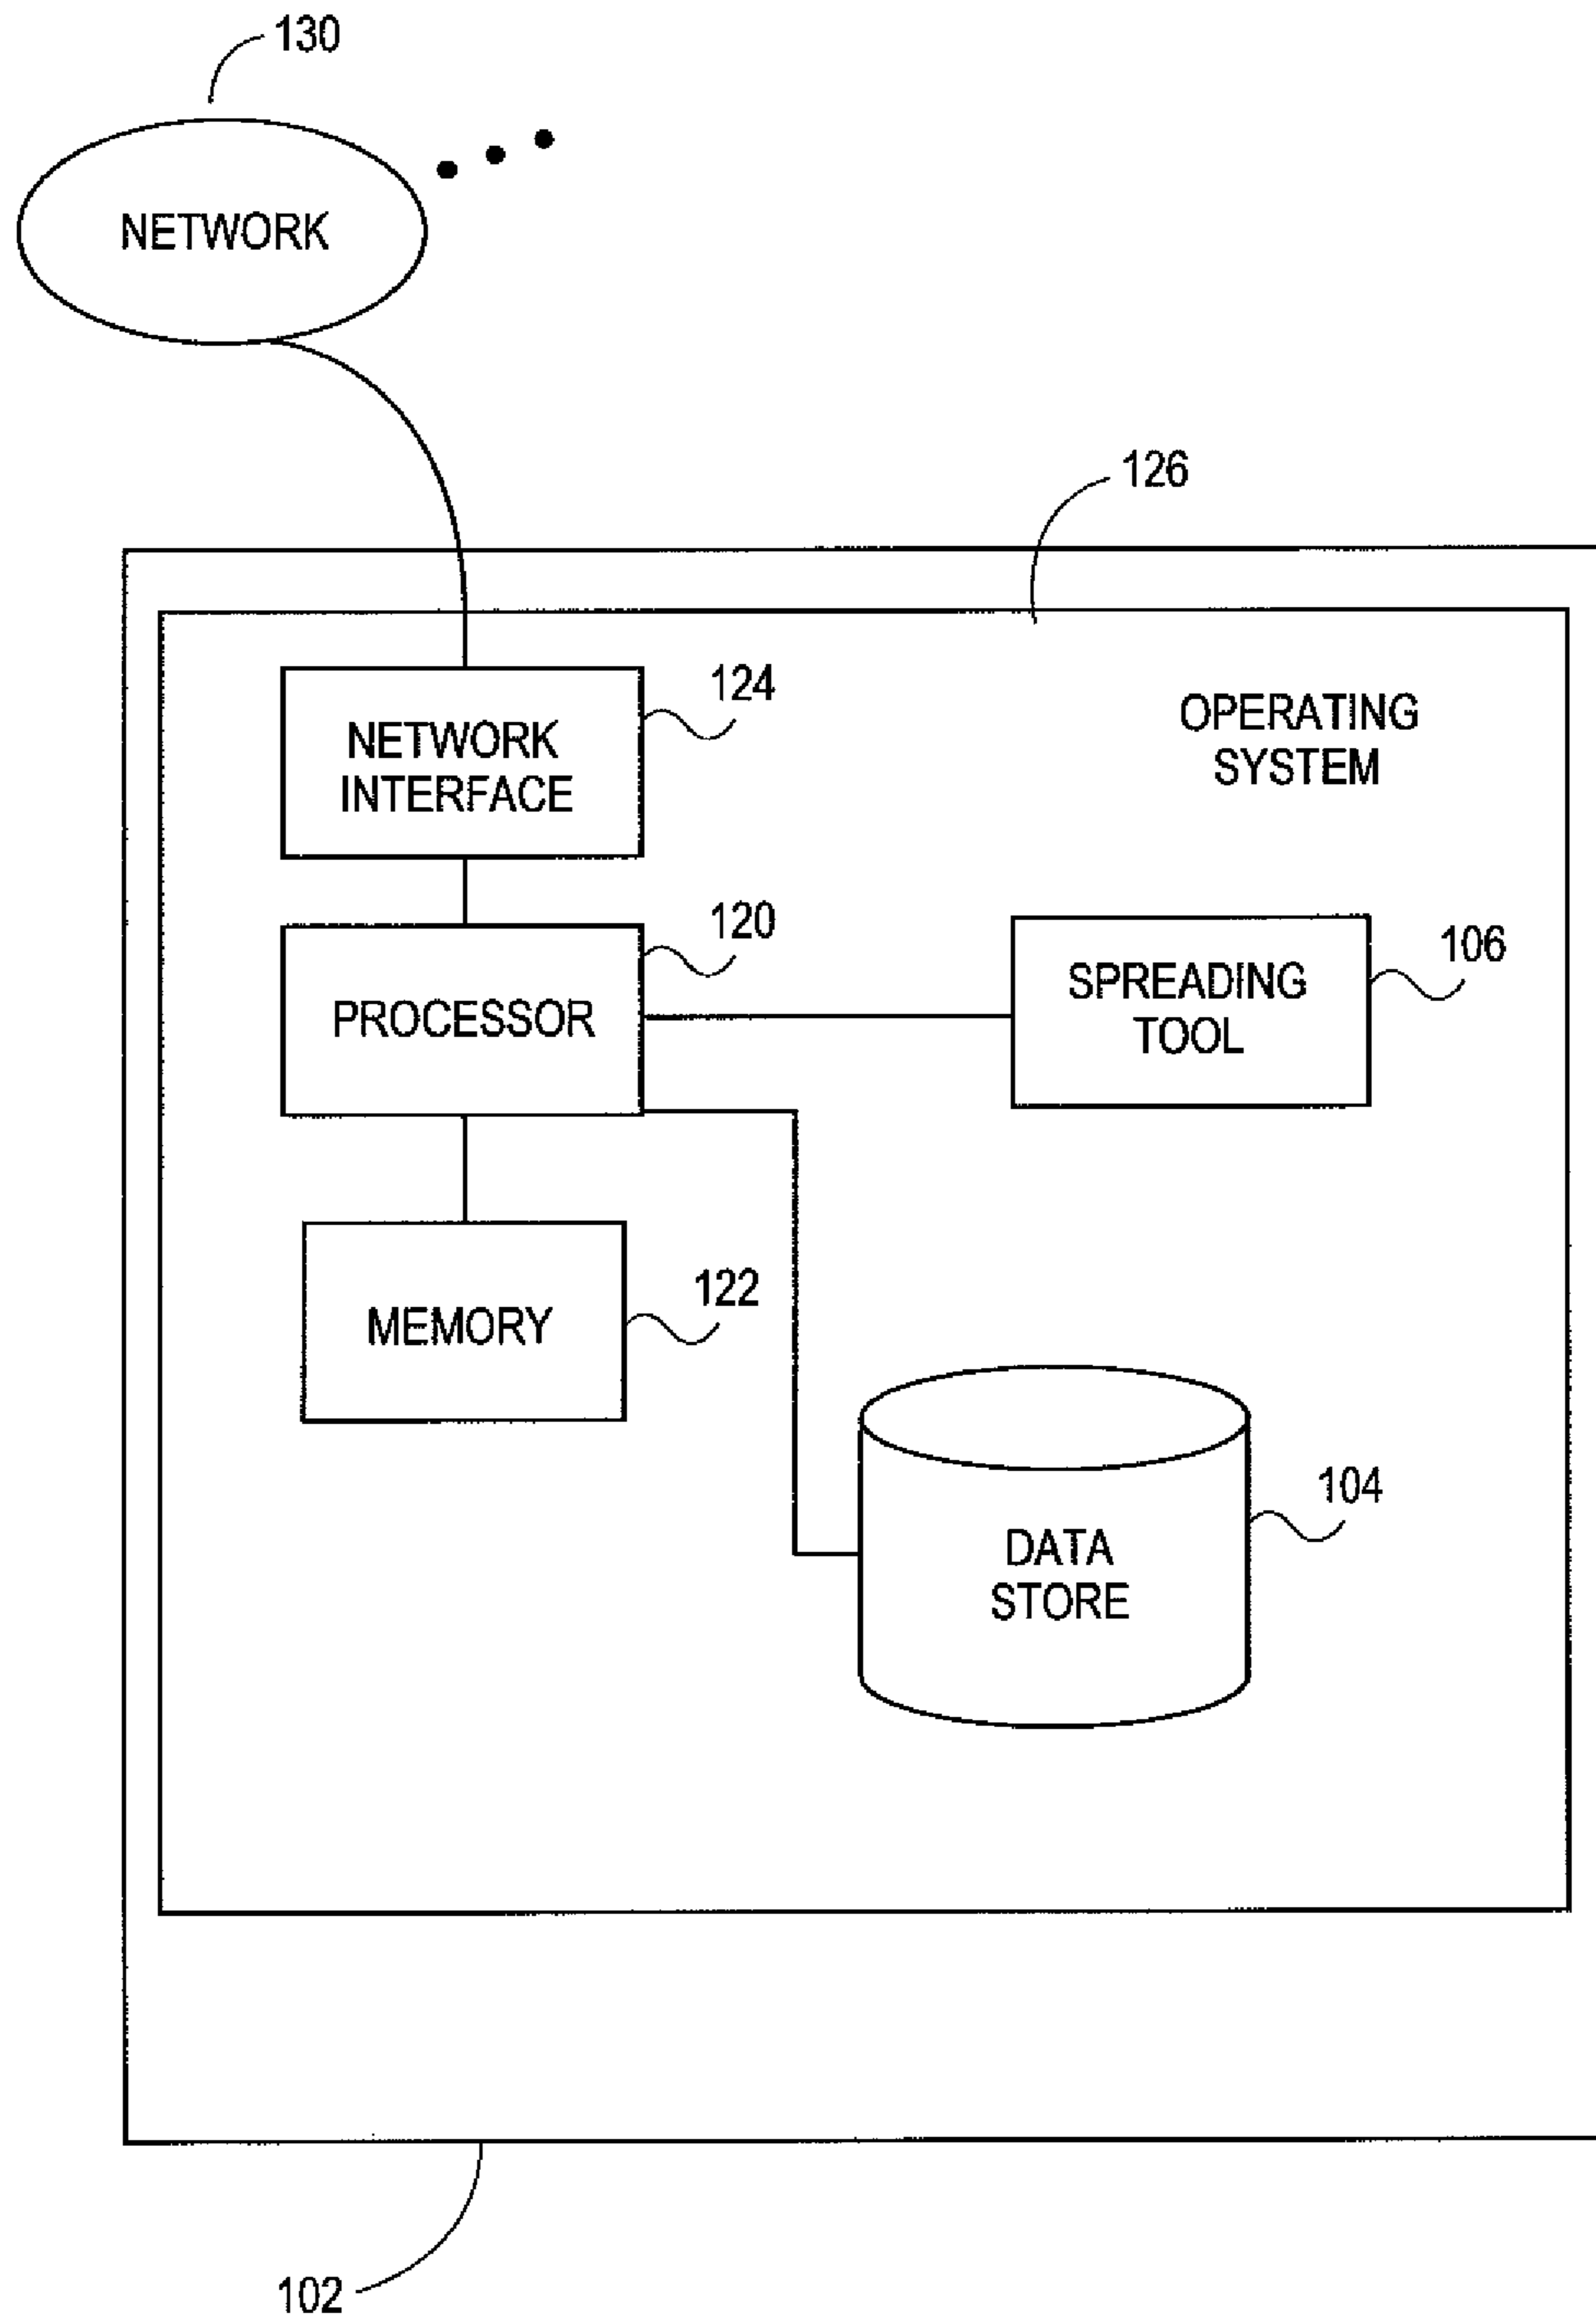 130
NETWORK
126
124
NETWORK
INTERFACE
OPERATING
SYSTEM
120
PROCESSOR
106
SPREADING
TOOL
122
MEMORY
104
DATA
STORE
102